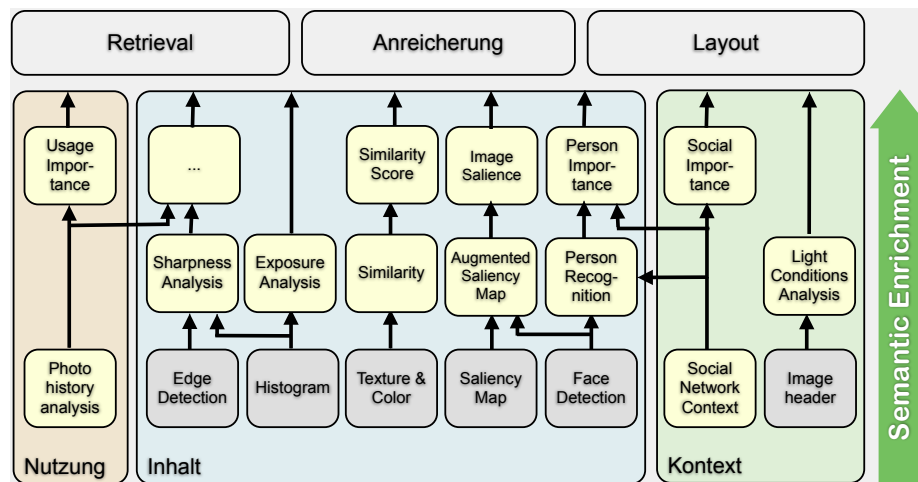 Retrieval
Anreicherung
Layout
Usage
Impor-
tance
...
Similarity
Score
Image
Salience
Person
Importance
Social
Impor-
tance
Sharpness
Analysis
Exposure
Analysis
Similarity
Augmented
Saliency
Map
Person
Recog-
nition
Light
Conditions
Analysis
Photo
history
analysis
Edge
Detection
Histogram
Texture &
Color
Saliency
Map
Face
Detection
Social
Network
Context
Image
header
Nutzung
Inhalt
Kontext
Semantic Enrichment